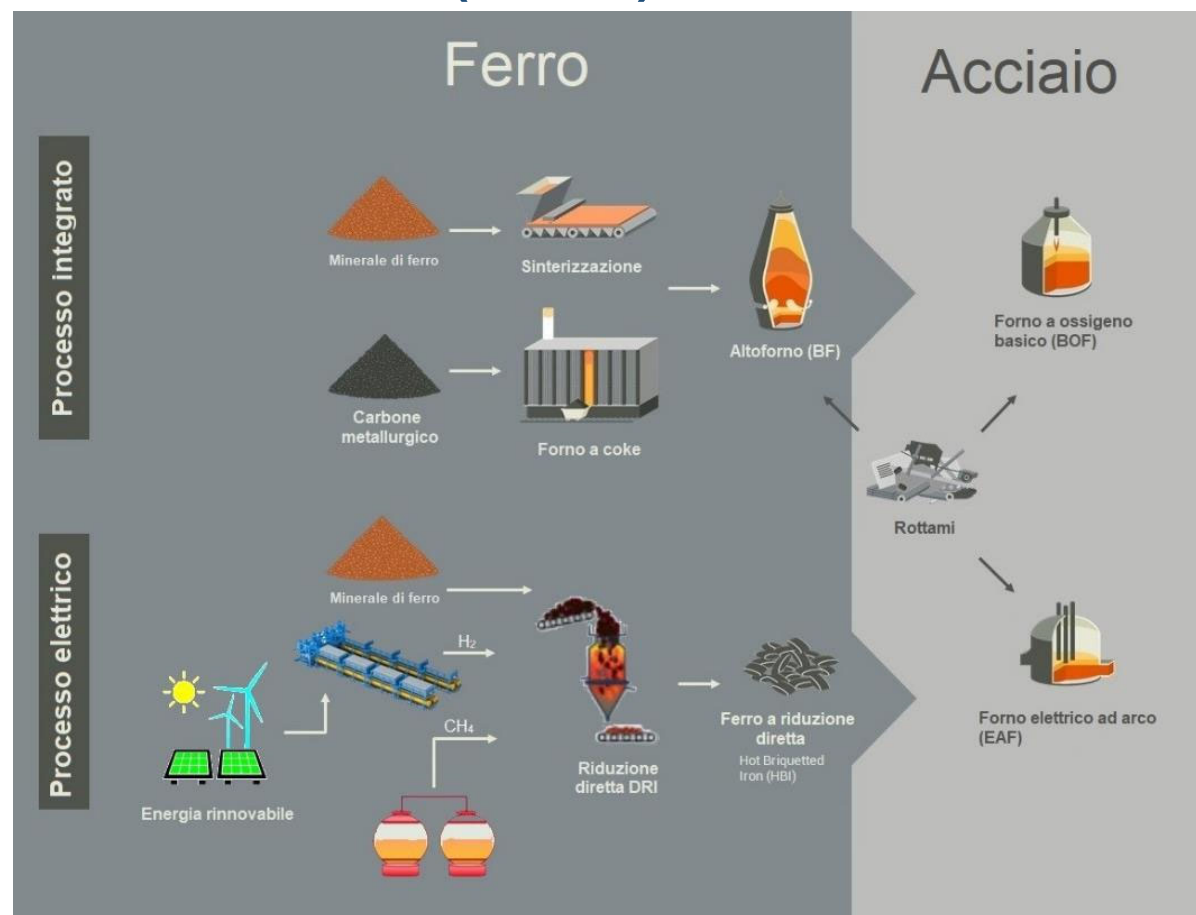 Ferro
Acciaio
Processo integrato
Minerale di ferro
Sinterizzazione
Altoforno (BF)
Forno a ossigeno
basico (BOF)
Carbone
metallurgico
Forno a coke
Rottami
Processo elettrico
Minerale di ferro
H₂
CH₄
Energia rinnovabile
Riduzione
diretta DRI
Ferro a riduzione
diretta
Hot Briquetted
Iron (HBI)
Forno elettrico ad arco
(EAF)